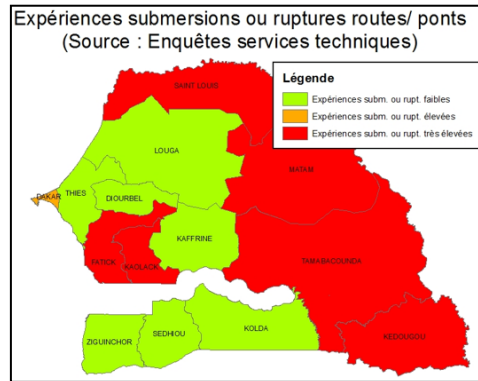 Expériences submersions ou ruptures routes/ ponts
(Source : Enquêtes services techniques)
Légende
Expériences subm. ou rupt. faibles
Expériences subm. ou rupt. élevées
Expériences subm. ou rupt. très élevées
SAINT LOUIS
LOUGA
MATAM
DAKAR
THIES
DIOURBEL
KAFFRINE
FATICK
KAOLACK
TAMABACOUNDA
KOLDA
SEDHIOU
ZIGUINCHOR
KEDOUGOU